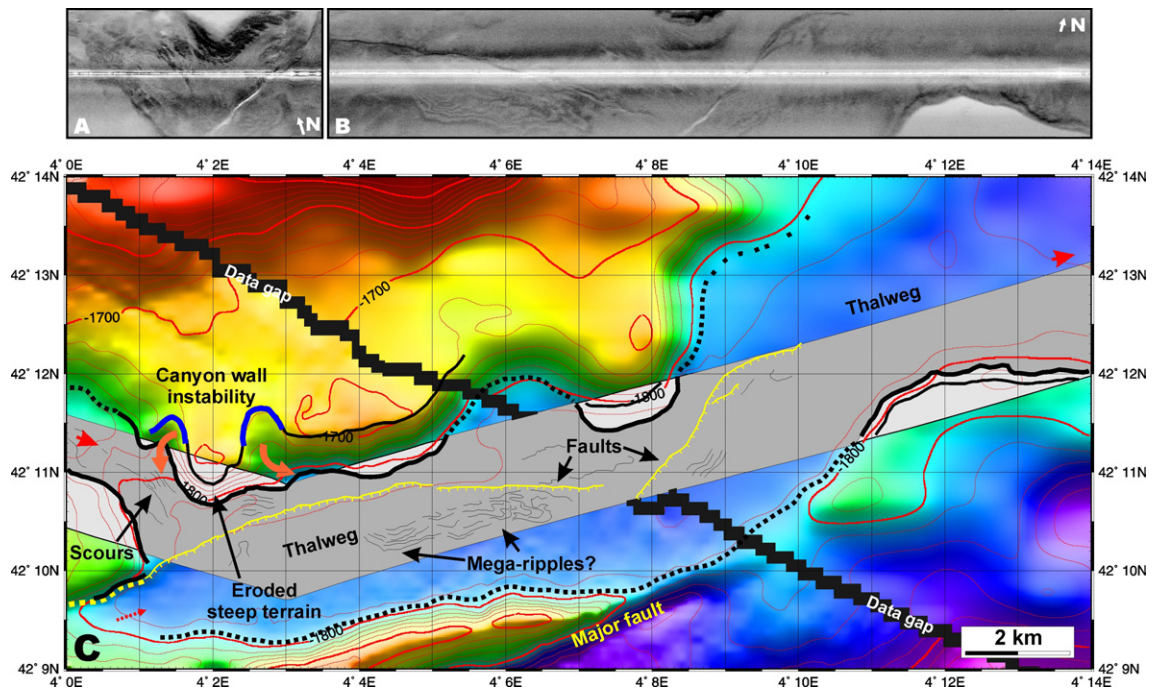 A
N
B
N
4° 0E 4° 2E 4° 4E 4° 6E 4° 8E 4° 10E 4° 12E 4° 14E
42° 14N 42° 14N
42° 13N 42° 13N
42° 12N 42° 12N
42° 11N 42° 11N
42° 10N 42° 10N
42° 9N 42° 9N
Data gap
-1700
-1700
Thalweg
Canyon wall
instability
-1700
-1800
Faults
-1800
-1800
Scours
Thalweg
Mega-ripples?
Eroded
steep terrain
-1800
Major fault
Data gap
2 km
C
4° 0E 4° 2E 4° 4E 4° 6E 4° 8E 4° 10E 4° 12E 4° 14E